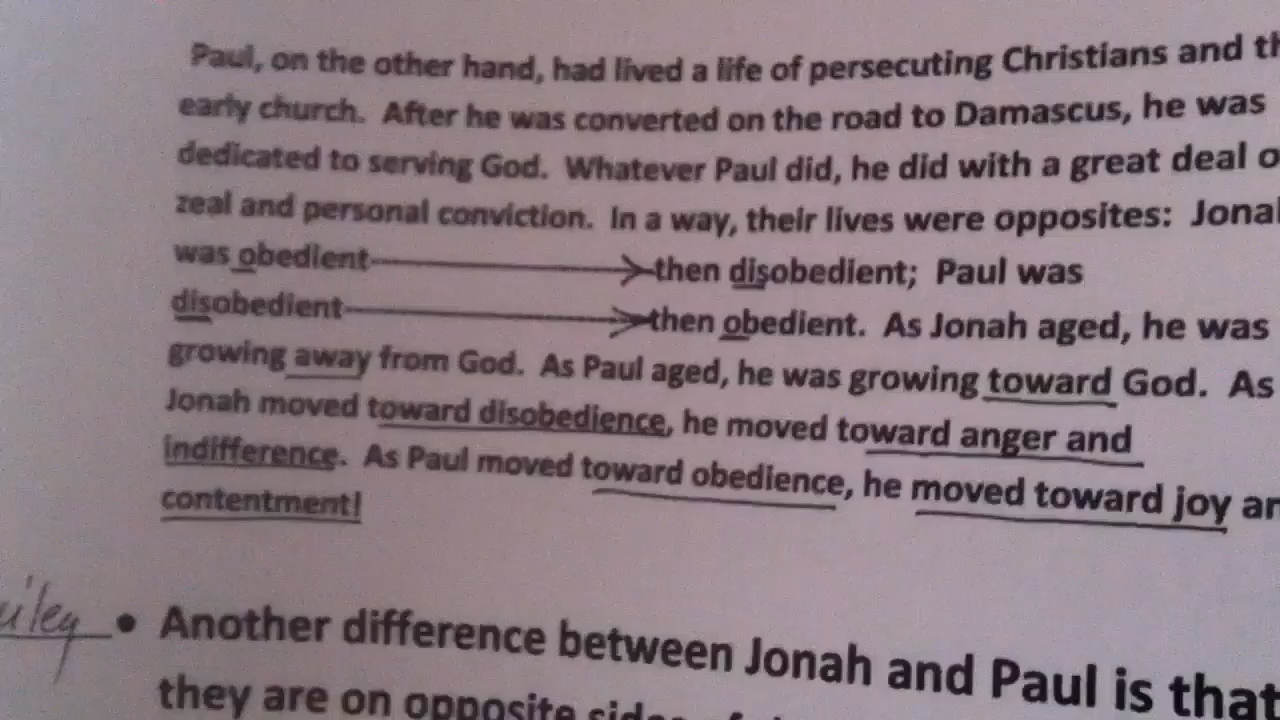 Paul, on the other hand, had lived a life of persecuting Christians and th
early church. After he was converted on the road to Damascus, he was
dedicated to serving God. Whatever Paul did, he did with a great deal o
zeal and personal conviction. In a way, their lives were opposites: Jona
was obedient then disobedient; Paul was
disobedient then obedient. As Jonah aged, he was
growing away from God. As Paul aged, he was growing toward God. As
Jonah moved toward disobedience, he moved toward anger and
indifference. As Paul moved toward obedience, he moved toward joy an
contentment!
• Another difference between Jonah and Paul is that
they are on opposite